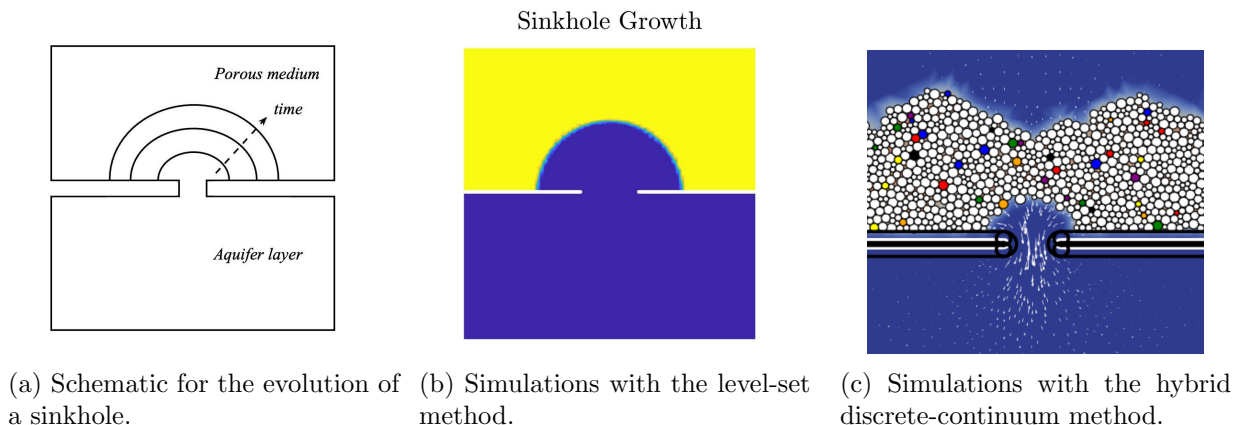 Sinkhole Growth
Porous medium
time
Aquifer layer
(a) Schematic for the evolution of
a sinkhole.
(b) Simulations with the level-set
method.
(c) Simulations with the hybrid
discrete-continuum method.